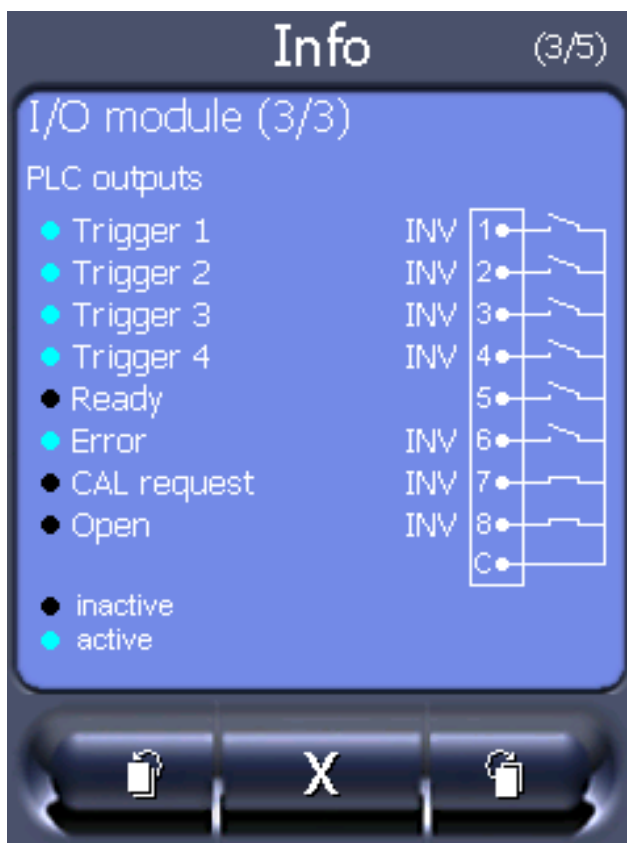 Info (3/5)
I/O module (3/3)
PLC outputs
Trigger 1 INV 1
Trigger 2 INV 2
Trigger 3 INV 3
Trigger 4 INV 4
Ready 5
Error INV 6
CAL request INV 7
Open INV 8
C
inactive
active
X